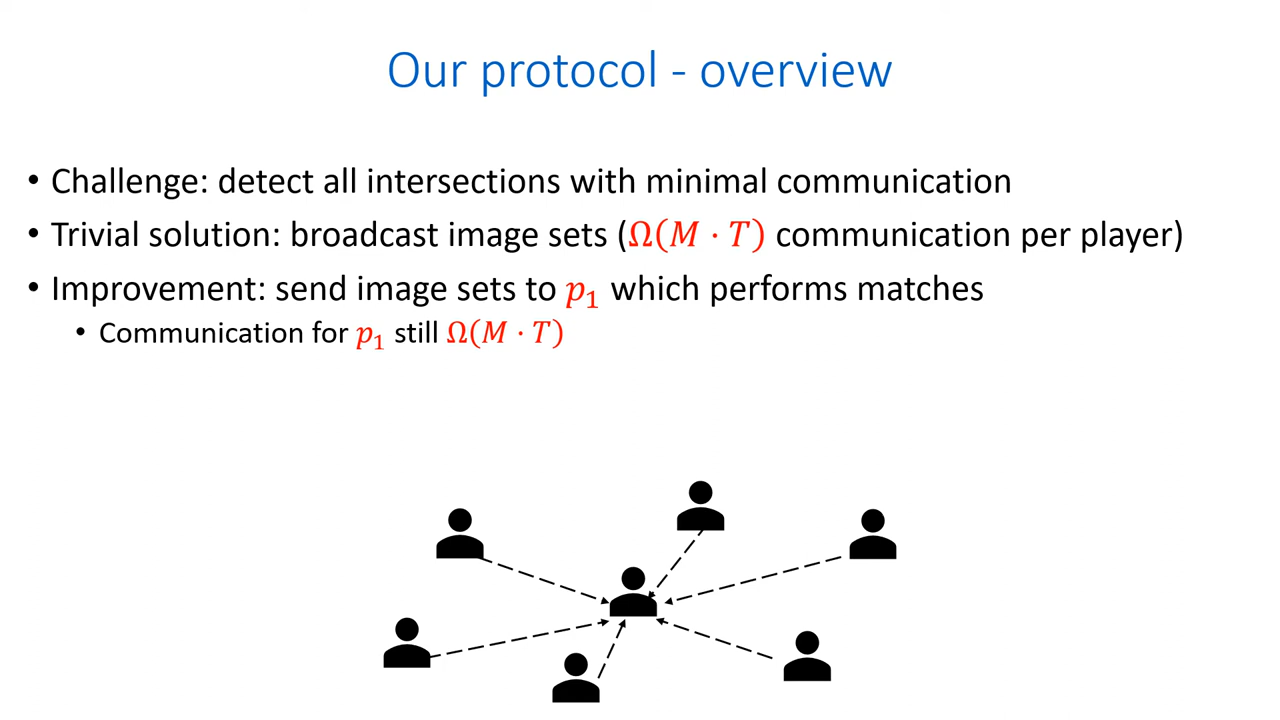 Our protocol - overview
• Challenge: detect all intersections with minimal communication
• Trivial solution: broadcast image sets (Ω(M · T) communication per player)
• Improvement: send image sets to p₁ which performs matches
• Communication for p₁ still Ω(M · T)